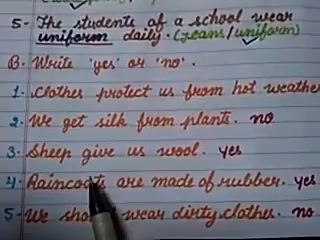 5- The students of a school wear
uniform daily. (jeans/uniform)
B. Write 'yes' or 'no'.
1- Clothes protect us from hot weather
2- We get silk from plants. no
3- Sheep give us wool. yes
4- Raincoats are made of rubber. yes
5- We sho wear dirty clothes. no